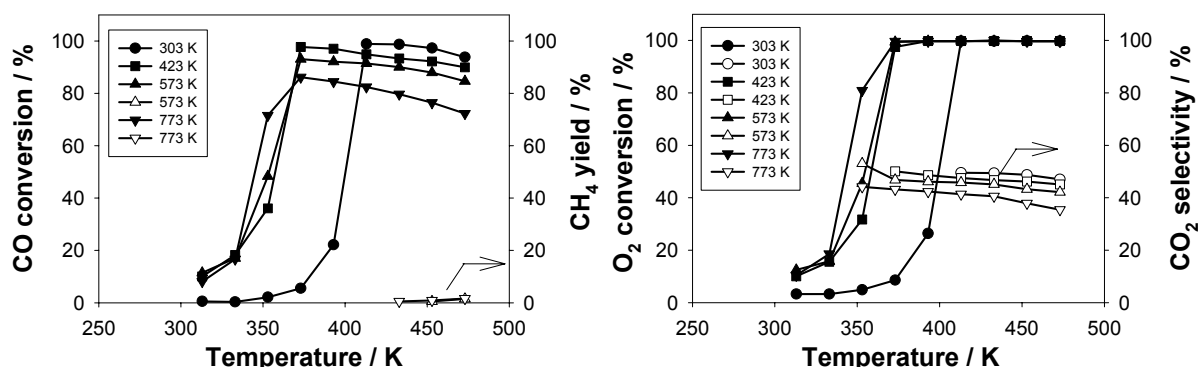 CO conversion / %
100
80
60
40
20
0
303 K
423 K
573 K
573 K
773 K
773 K
100
80
60
40
20
0
CH4 yield / %
250 300 350 400 450 500
Temperature / K
O2 conversion / %
100
80
60
40
20
0
303 K
303 K
423 K
423 K
573 K
573 K
773 K
773 K
100
80
60
40
20
0
CO2 selectivity / %
250 300 350 400 450 500
Temperature / K